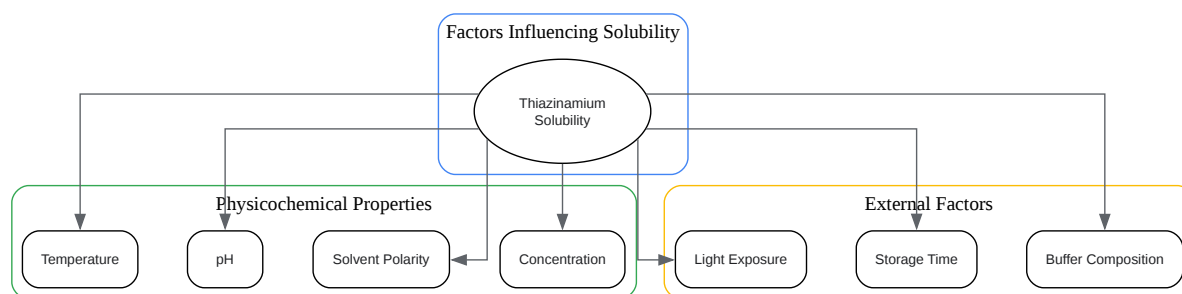 Factors Influencing Solubility
Thiazinamium
Solubility
Physicochemical Properties
External Factors
Temperature
pH
Solvent Polarity
Concentration
Light Exposure
Storage Time
Buffer Composition